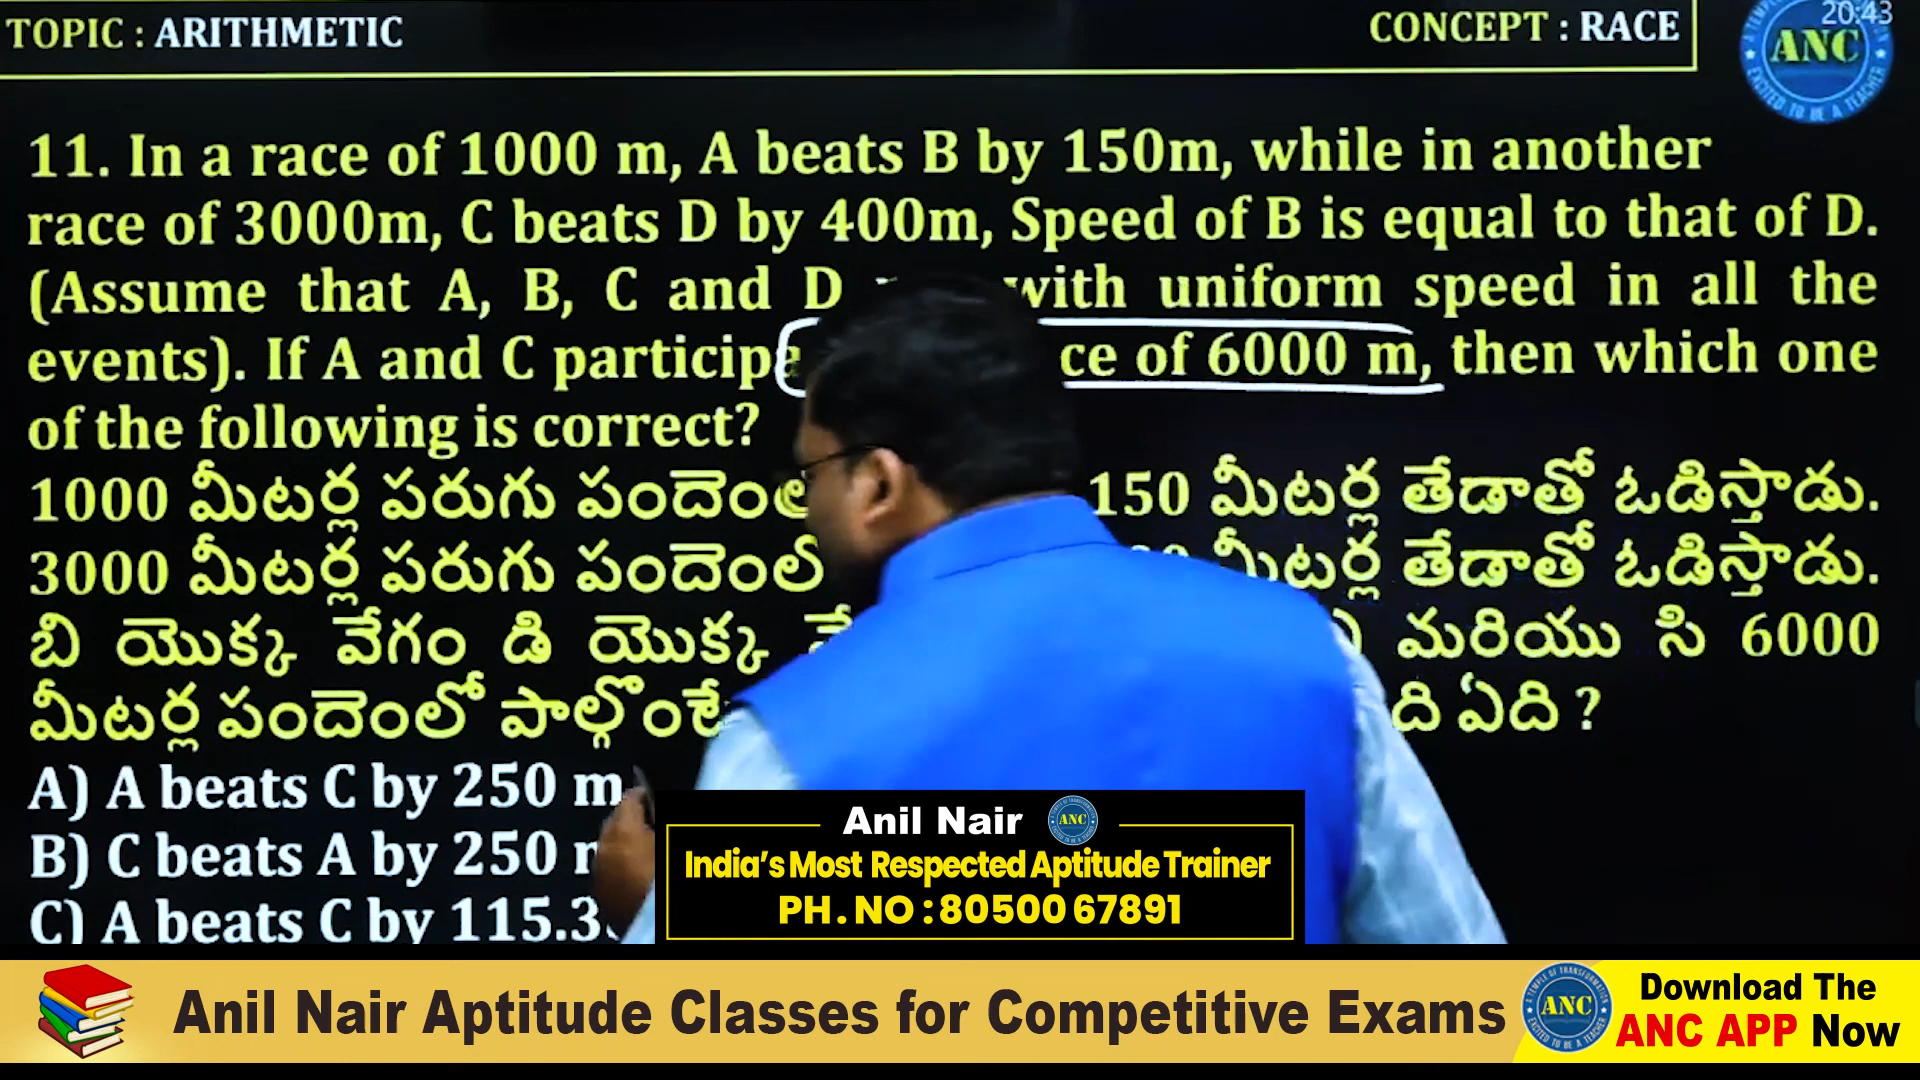 TOPIC : ARITHMETIC
CONCEPT : RACE
20:43
ANC
11. In a race of 1000 m, A beats B by 150m, while in another
race of 3000m, C beats D by 400m, Speed of B is equal to that of D.
(Assume that A, B, C and D with uniform speed in all the
events). If A and C of 6000 m, then which one
of the following is correct?
1000 మీటర్ల పరుగు 150 మీటర్ల తేడాతో ఓడిస్తాడు.
3000 మీటర్ల పరుగు మీటర్ల తేడాతో ఓడిస్తాడు.
బి యొక్క వేగం డి యొక్క మరియు సి 6000
మీటర్ల పందెంలో ఏది ?
A) A beats C by 250 m
B) C beats A by 250
C) A beats C by
Anil Nair ANC
India's Most Respected Aptitude Trainer
PH. NO : 80500 67891
Anil Nair Aptitude Classes for Competitive Exams
ANC
Download The
ANC APP Now